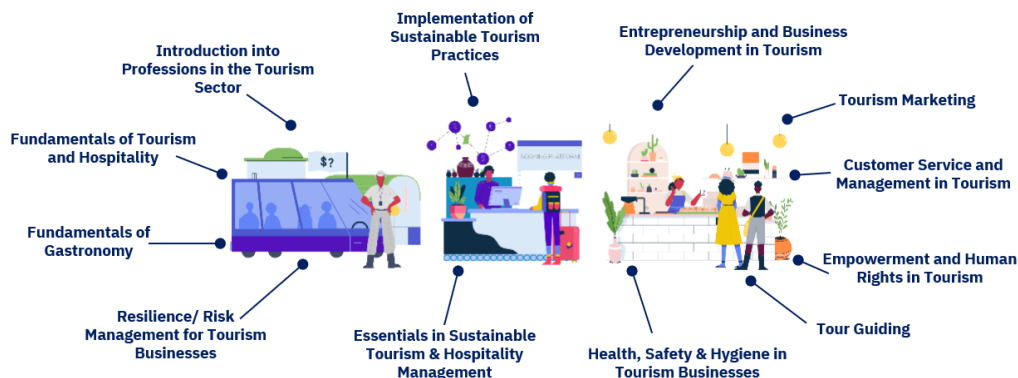 Implementation of
Sustainable Tourism
Practices
Entrepreneurship and Business
Development in Tourism
Introduction into
Professions in the Tourism
Sector
Tourism Marketing
Fundamentals of Tourism
and Hospitality
$?
Customer Service and
Management in Tourism
Fundamentals of
Gastronomy
Empowerment and Human
Rights in Tourism
Resilience/ Risk
Management for Tourism
Businesses
Essentials in Sustainable
Tourism & Hospitality
Management
Tour Guiding
Health, Safety & Hygiene in
Tourism Businesses